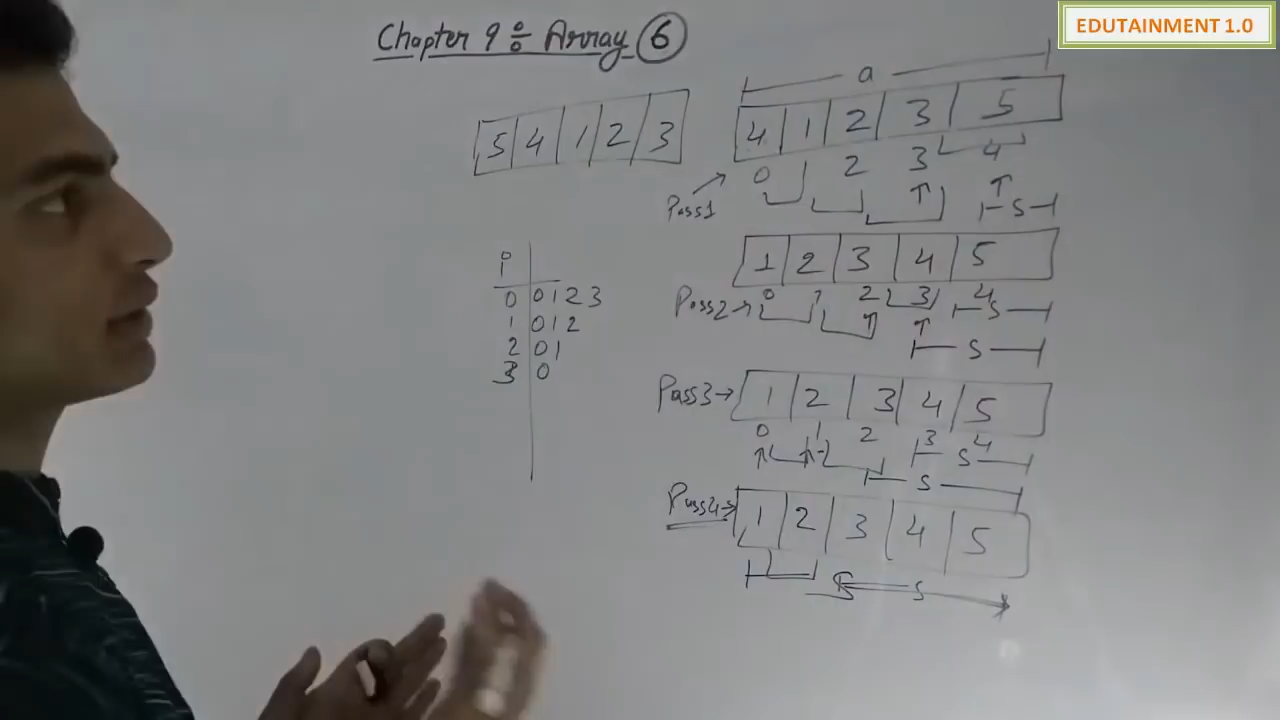 EDUTAINMENT 1.0
Chapter 9 : Array 6
5 4 1 2 3
a
4 1 2 3 5
0 2 3 4
Pass1
S
1 2 3 4 5
0 1 2 3 4
Pass2
S
S
i
0 0 1 2 3
1 0 1 2
2 0 1
3 0
Pass3 → 1 2 3 4 5
0 1 2 3 4
S
S
Pass4 → 1 2 3 4 5
S